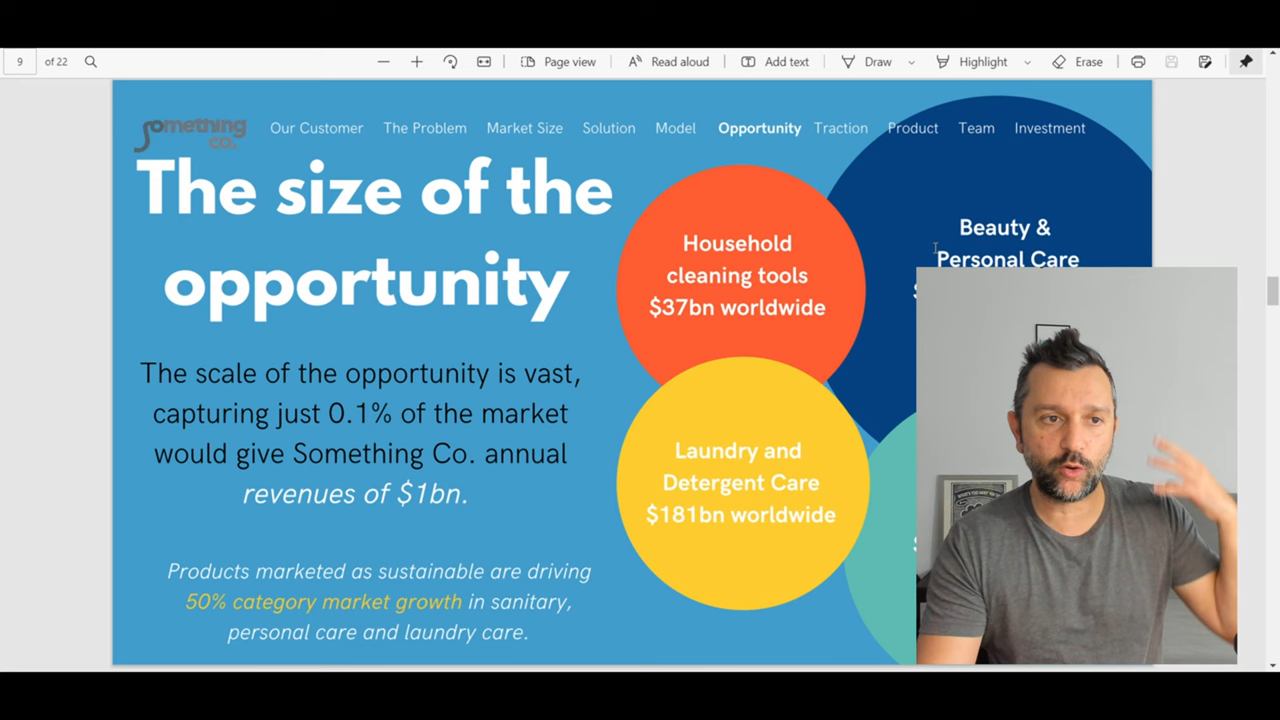 9 of 22
Page view
Read aloud
Add text
Draw
Highlight
Erase
something
co.
Our Customer The Problem Market Size Solution Model Opportunity Traction Product Team Investment
The size of the
opportunity
The scale of the opportunity is vast,
capturing just 0.1% of the market
would give Something Co. annual
revenues of $1bn.
Products marketed as sustainable are driving
50% category market growth in sanitary,
personal care and laundry care.
Household
cleaning tools
$37bn worldwide
Beauty &
Personal Care
Laundry and
Detergent Care
$181bn worldwide